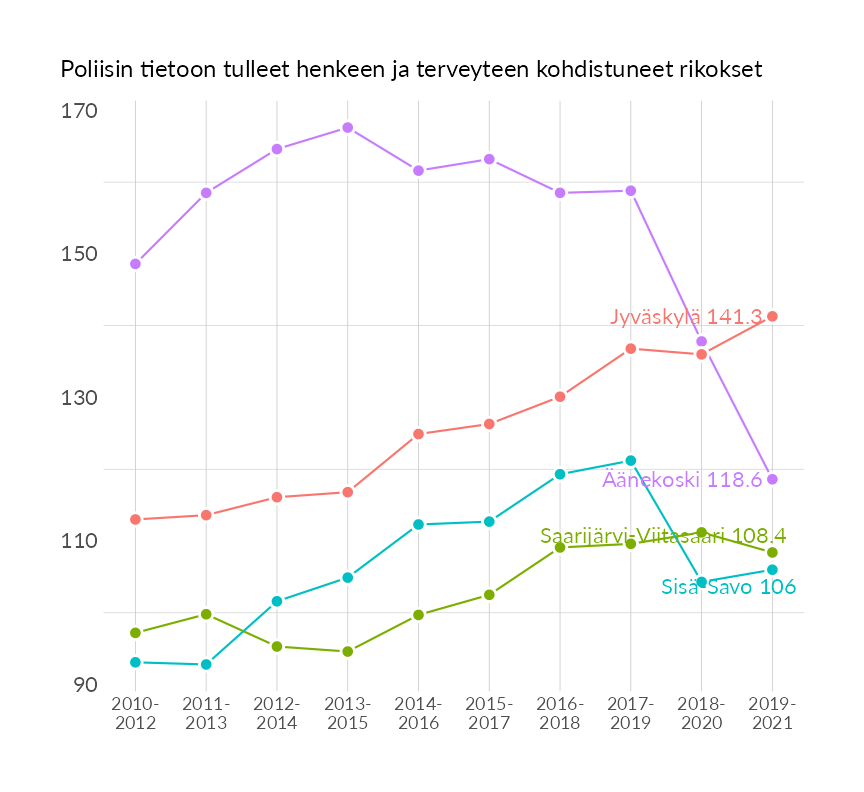 Poliisin tietoon tulleet henkeen ja terveyteen kohdistuneet rikokset
170
150
130
110
90
Jyväskylä 141.3
Äänekoski 118.6
Saarijärvi-Viitasaari 108.4
Sisä-Savo 106
2010- 2011- 2012- 2013- 2014- 2015- 2016- 2017- 2018- 2019-
2012 2013 2014 2015 2016 2017 2018 2019 2020 2021